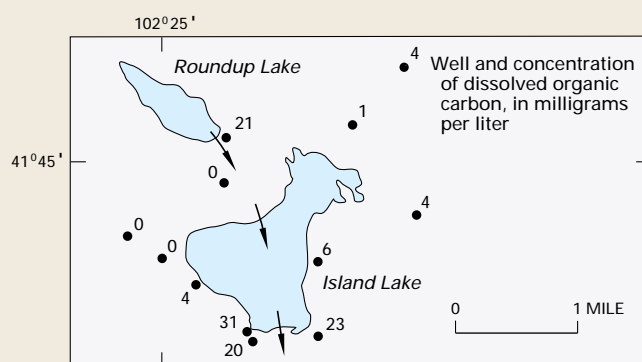 102°25'
Roundup Lake
4
Well and concentration
of dissolved organic
carbon, in milligrams
per liter
1
21
41°45'
0
4
0
0
6
Island Lake
4
0 1 MILE
31
23
20